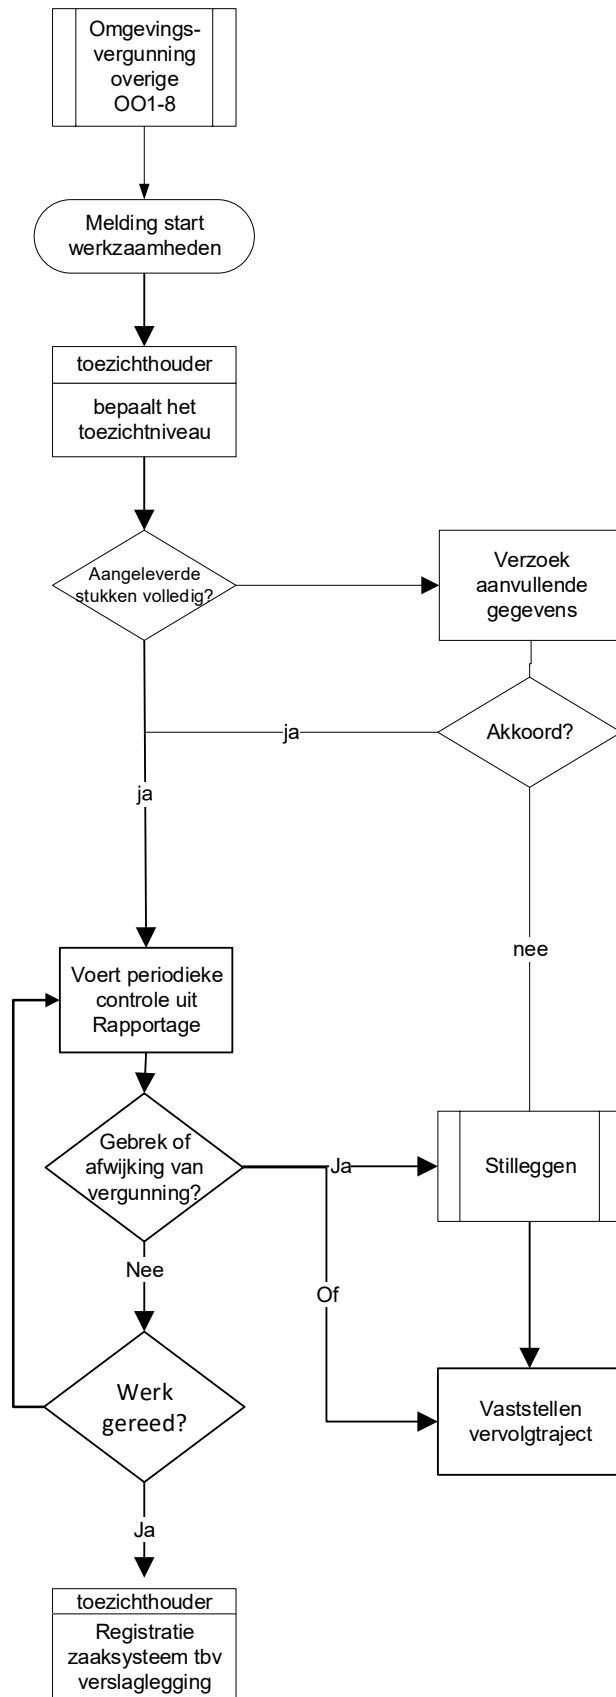 Omgevings-
vergunning
overige
OO1-8
Melding start
werkzaamheden
toezichthouder
bepaalt het
toezichtniveau
Aangeleverde
stukken volledig?
Verzoek
aanvullende
gegevens
Akkoord?
ja
ja
nee
Voert periodieke
controle uit
Rapportage
Gebrek of
afwijking van
vergunning?
Ja
Stilleggen
Nee
Of
Werk
gereed?
Vaststellen
vervolgtraject
Ja
toezichthouder
Registratie
zaaksysteem tbv
verslaglegging